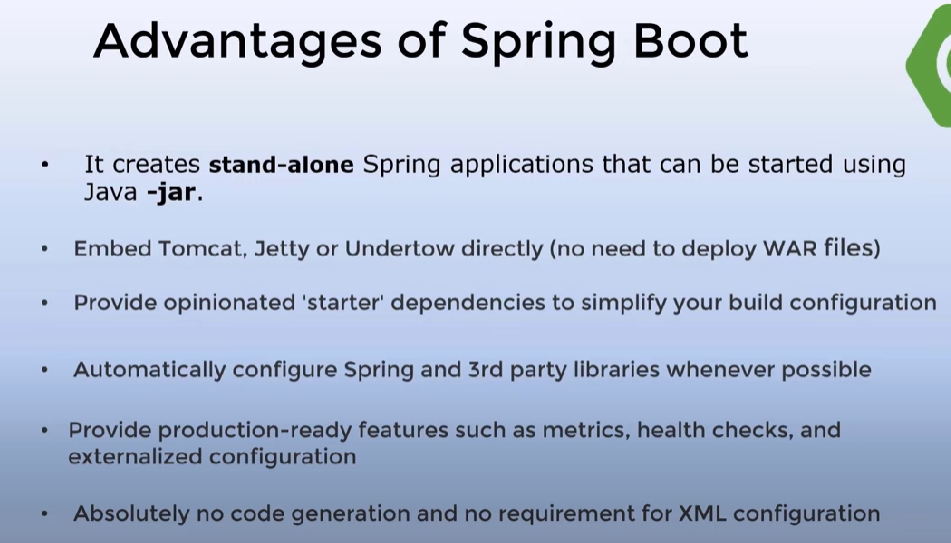 Advantages of Spring Boot
• It creates stand-alone Spring applications that can be started using
Java -jar.
• Embed Tomcat, Jetty or Undertow directly (no need to deploy WAR files)
• Provide opinionated 'starter' dependencies to simplify your build configuration
• Automatically configure Spring and 3rd party libraries whenever possible
• Provide production-ready features such as metrics, health checks, and
externalized configuration
• Absolutely no code generation and no requirement for XML configuration